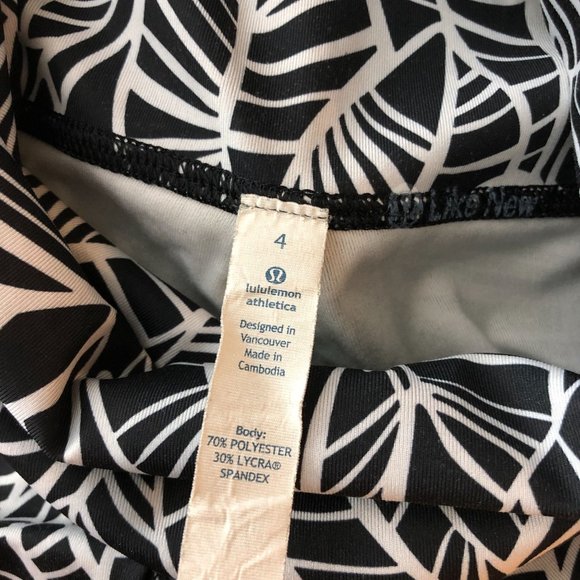 Like New
4
lululemon
athletica
Designed in
Vancouver
Made in
Cambodia
Body:
70% POLYESTER
30% LYCRA®
SPANDEX